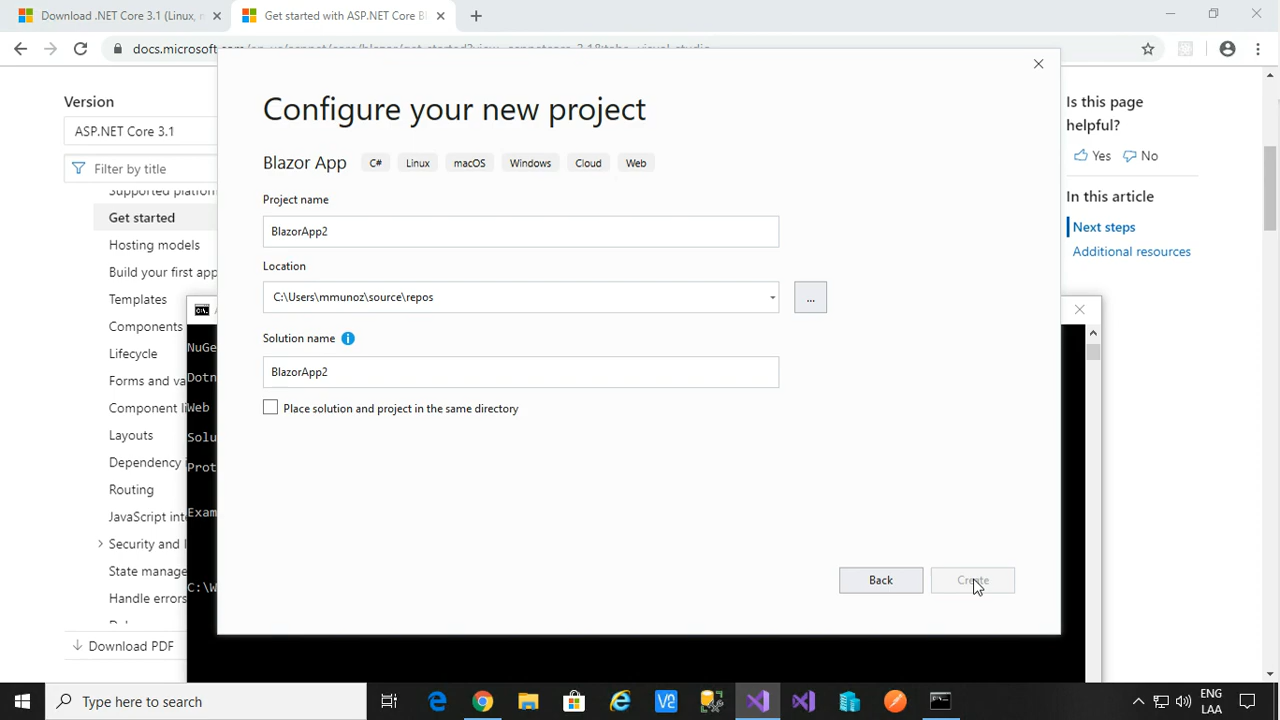 Download .NET Core 3.1 (Linux,
Get started with ASP.NET Core Bl
Version
ASP.NET Core 3.1
Filter by title
Get started
Hosting models
Build your first app
Templates
Components
Lifecycle
Forms and va
Component li
Layouts
Dependency i
Routing
JavaScript inte
Security and I
State manage
Handle errors
Download PDF
Configure your new project
Blazor App
C#
Linux
macOS
Windows
Cloud
Web
Project name
BlazorApp2
Location
C:\Users\mmunoz\source\repos
...
Solution name
BlazorApp2
Place solution and project in the same directory
Back
Create
Is this page
helpful?
Yes
No
In this article
Next steps
Additional resources
NuGe
Dotn
Web
Solu
Prot
Exam
C:\W
Type here to search
ENG
LAA